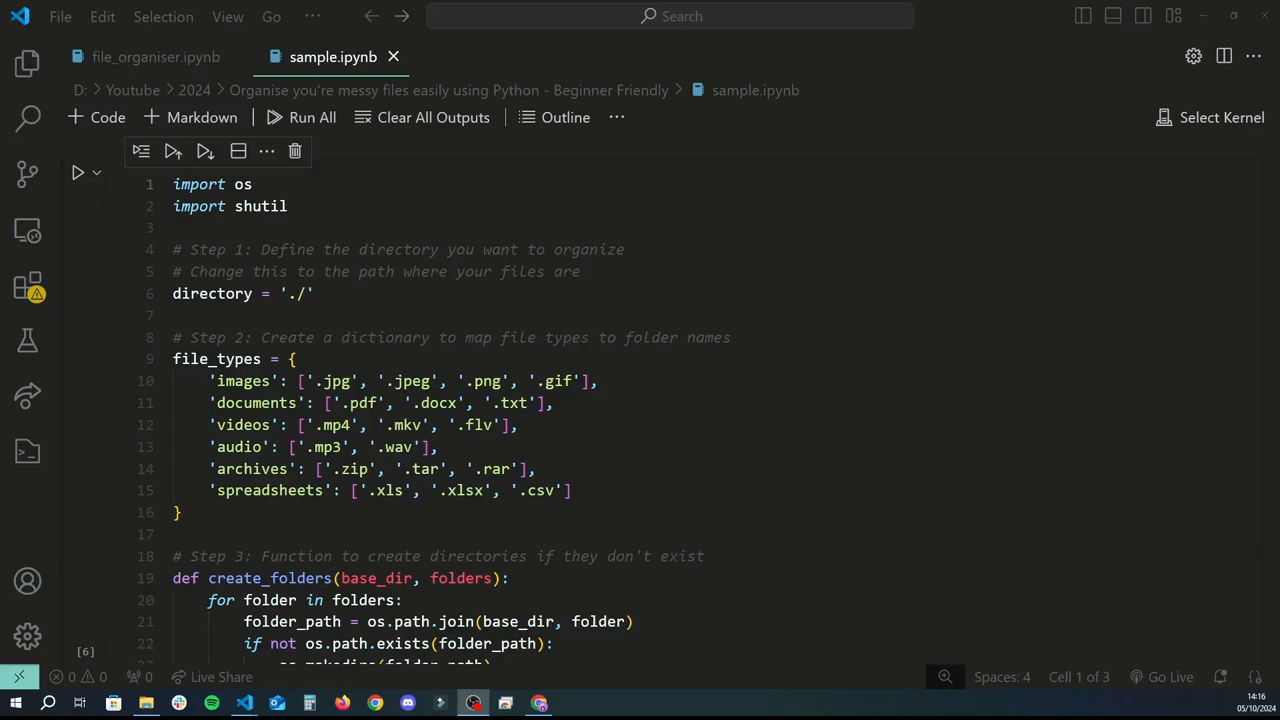 File Edit Selection View Go ··· Search
file_organiser.ipynb sample.ipynb
D: > Youtube > 2024 > Organise you're messy files easily using Python - Beginner Friendly > sample.ipynb
+ Code + Markdown Run All Clear All Outputs Outline ··· Select Kernel
1 import os
2 import shutil
3
4 # Step 1: Define the directory you want to organize
5 # Change this to the path where your files are
6 directory = './'
7
8 # Step 2: Create a dictionary to map file types to folder names
9 file_types = {
10 'images': ['.jpg', '.jpeg', '.png', '.gif'],
11 'documents': ['.pdf', '.docx', '.txt'],
12 'videos': ['.mp4', '.mkv', '.flv'],
13 'audio': ['.mp3', '.wav'],
14 'archives': ['.zip', '.tar', '.rar'],
15 'spreadsheets': ['.xls', '.xlsx', '.csv']
16 }
17
18 # Step 3: Function to create directories if they don't exist
19 def create_folders(base_dir, folders):
20 for folder in folders:
21 folder_path = os.path.join(base_dir, folder)
22 if not os.path.exists(folder_path):
[6]
23 os.makedirs(folder_path)
0 0 0 Live Share Spaces: 4 Cell 1 of 3 Go Live
14:16
05/10/2024